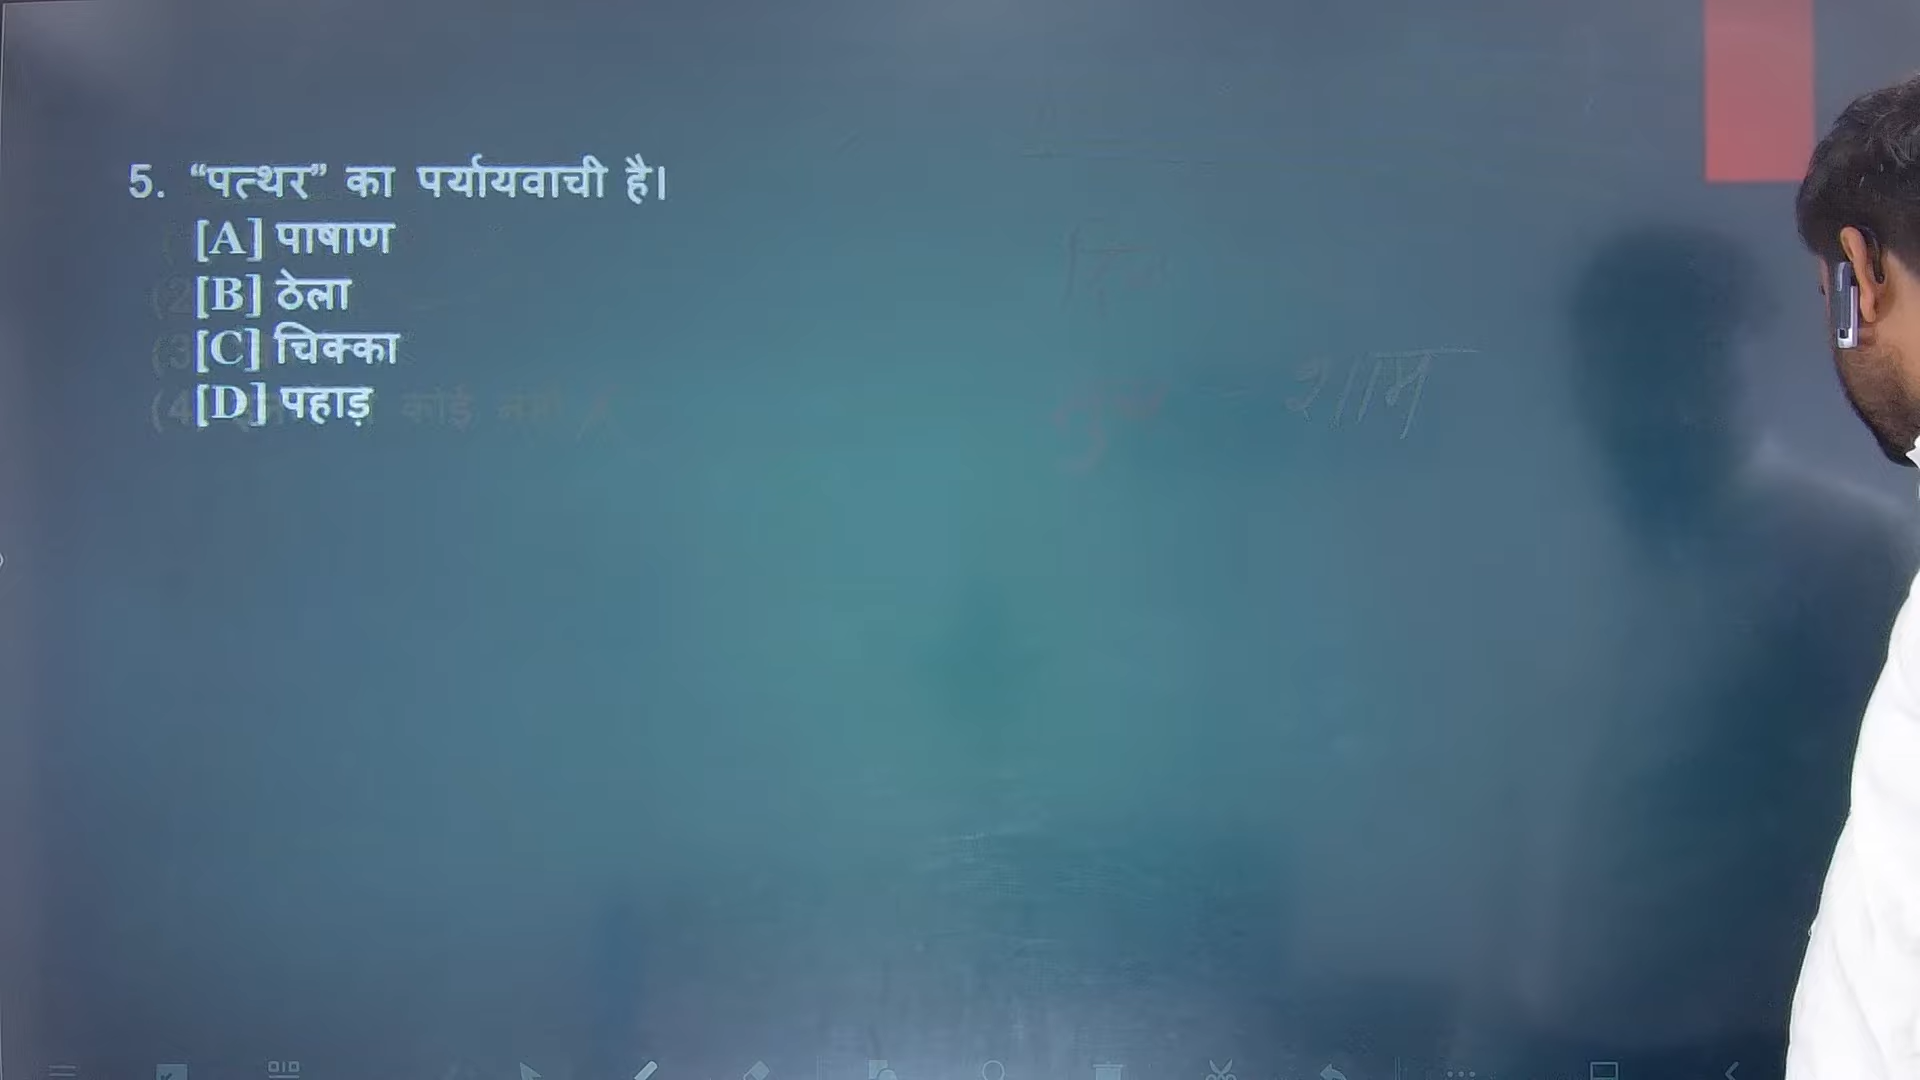 5. “पत्थर” का पर्यायवाची है।
[A] पाषाण
[B] ठेला
[C] चिक्का
[D] पहाड़
कोई
शाम